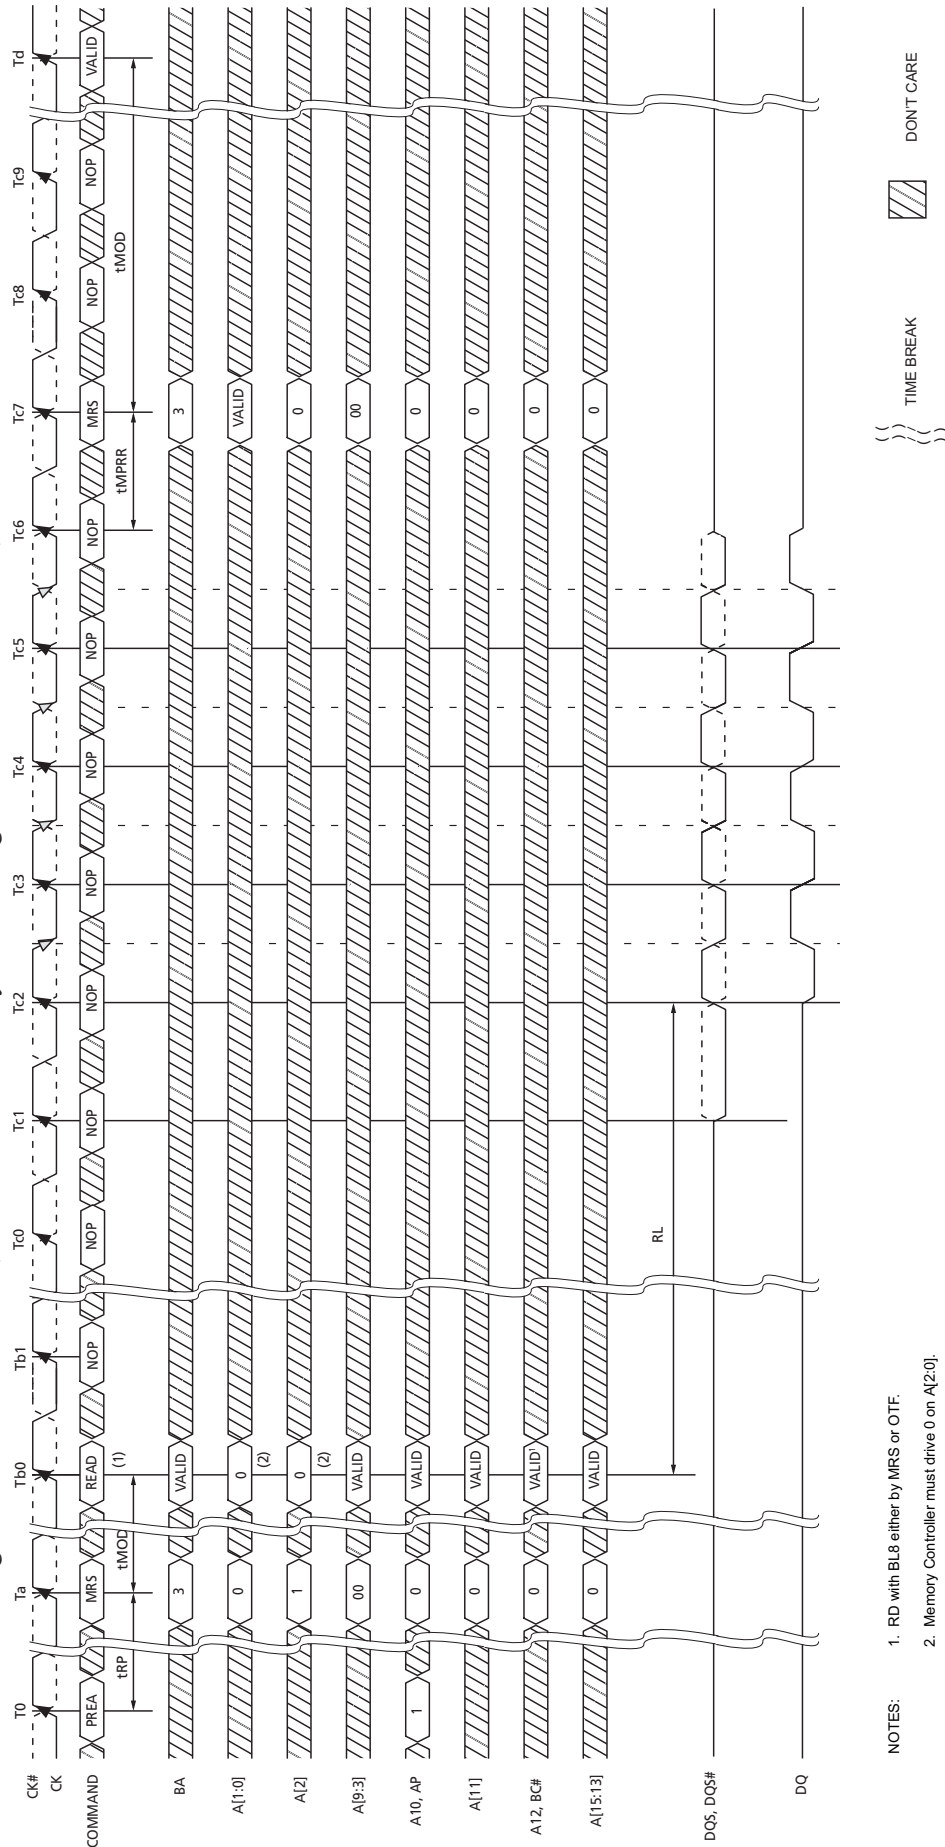 T0 Ta Tb0 Tb1 Tc0 Tc1 Tc2 Tc3 Tc4 Tc5 Tc6 Tc7 Tc8 Tc9 Td
CK#
CK
COMMAND PREA MRS READ NOP NOP NOP NOP NOP NOP NOP NOP MRS NOP NOP VALID
tRP tMOD (1) tMPRR tMOD
BA 3 VALID 3
A[1:0] 0 0 VALID
(2)
A[2] 1 0 0
(2)
A[9:3] 00 VALID 00
A10, AP 1 0 VALID 0
A[11] 0 VALID 0
A12, BC# 0 VALID¹ 0
A[15:13] 0 VALID 0
RL
DQS, DQS#
DQ
NOTES: 1. RD with BL8 either by MRS or OTF.
2. Memory Controller must drive 0 on A[2:0].
TIME BREAK
DON'T CARE